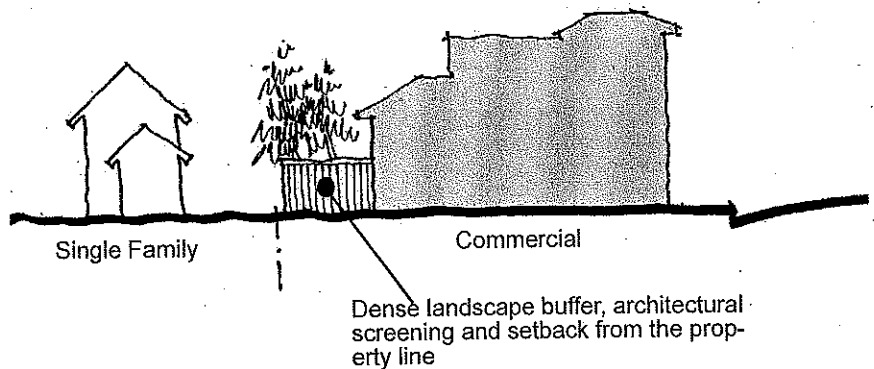 Single Family
Commercial
Dense landscape buffer, architectural
screening and setback from the prop-
erty line